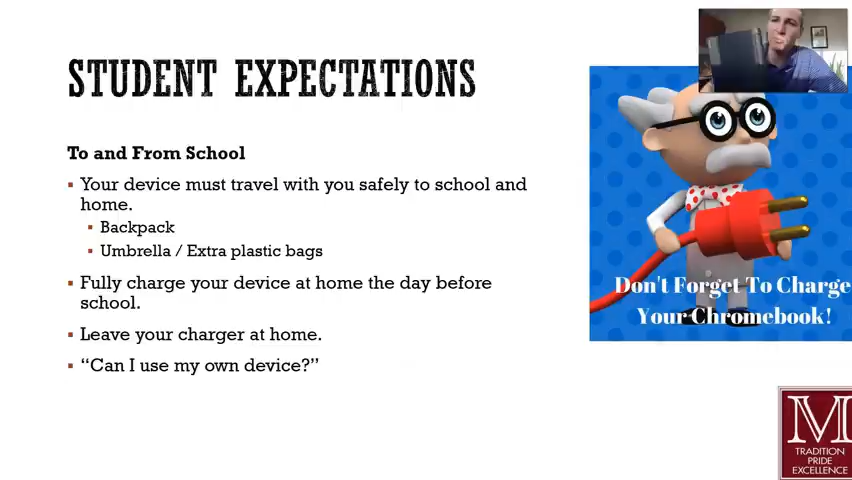 STUDENT EXPECTATIONS
To and From School
Your device must travel with you safely to school and
home.
Backpack
Umbrella / Extra plastic bags
Fully charge your device at home the day before
school.
Leave your charger at home.
“Can I use my own device?”
Don't Forget To Charge
Your Chromebook!
M
TRADITION
PRIDE
EXCELLENCE